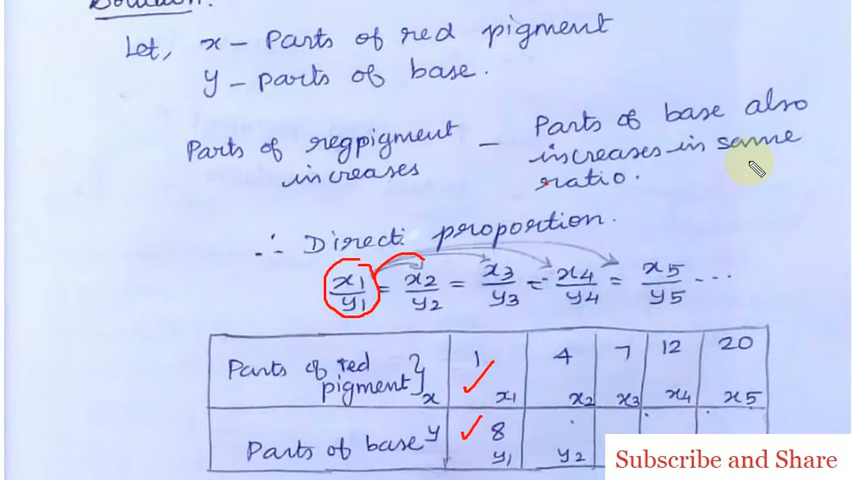 Solution:
Let, x - Parts of red pigment
y - Parts of base.
Parts of regpigment increases - Parts of base also increases in same ratio.
∴ Directi proportion.
x1/y1 = x2/y2 = x3/y3 = x4/y4 = x5/y5 ...
Parts of red pigment} x 1 x1 4 x2 7 x3 12 x4 20 x5
Parts of base y 8 y1 y2
Subscribe and Share